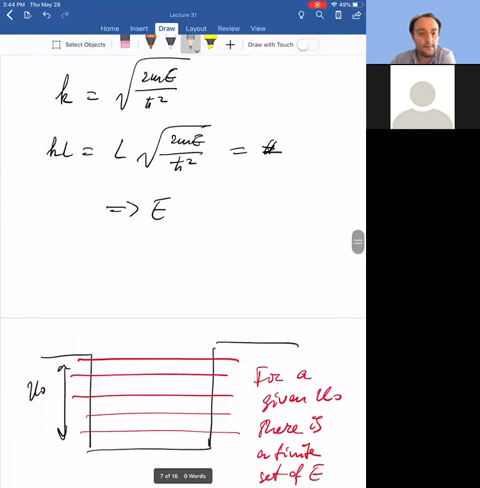 3:44 PM Thu May 28
49%
Lecture 31
Home Insert Draw Layout Review View
Select Objects
Draw with Touch
k = √(2mE/ħ²)
kL = L √(2mE/ħ²) = #
=> E
U₀
For a
given U₀
there is
a finite
set of E
7 of 16 0 Words